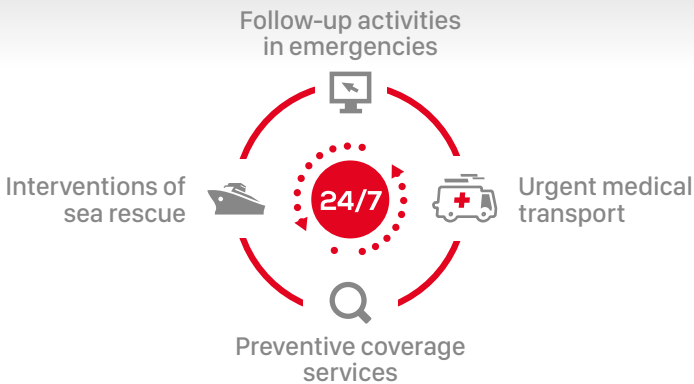 Follow-up activities
in emergencies
Interventions of
sea rescue
24/7
Urgent medical
transport
Preventive coverage
services